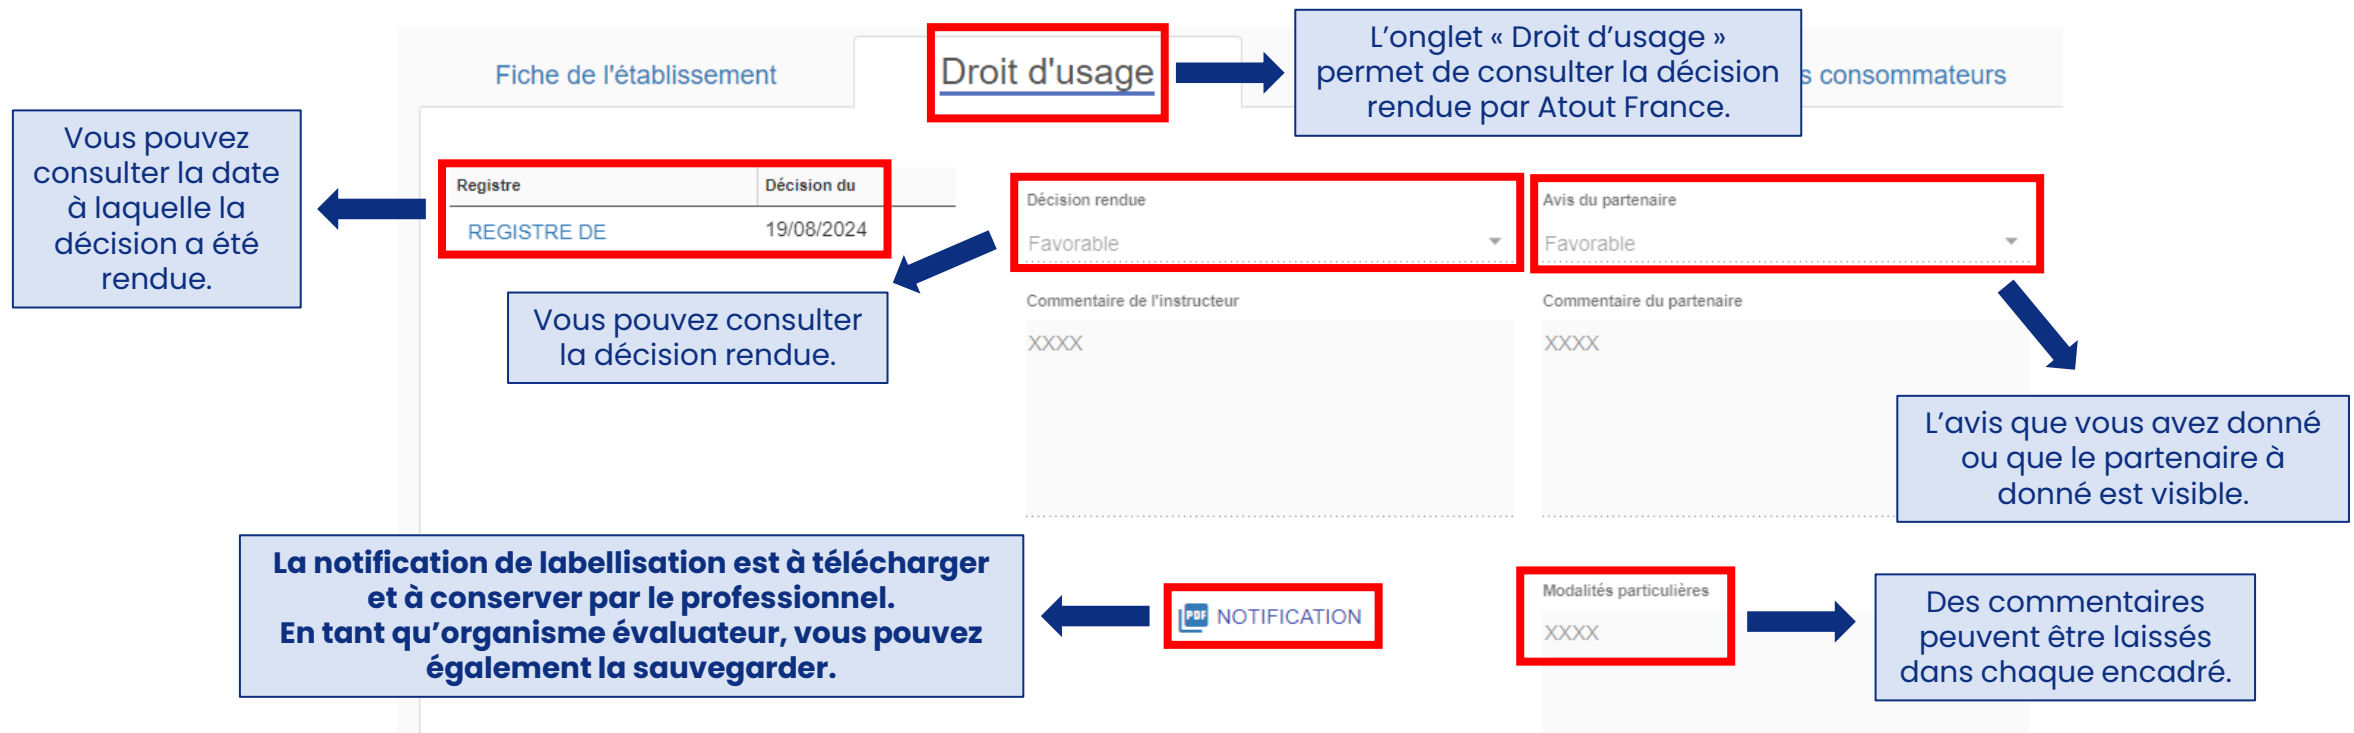 Fiche de l'établissement
Droit d'usage
L'onglet « Droit d'usage »
permet de consulter la décision
rendue par Atout France.
s consommateurs
Vous pouvez
consulter la date
à laquelle la
décision a été
rendue.
Registre
Décision du
REGISTRE DE
19/08/2024
Décision rendue
Favorable
Avis du partenaire
Favorable
Vous pouvez consulter
la décision rendue.
Commentaire de l'instructeur
XXXX
Commentaire du partenaire
XXXX
L'avis que vous avez donné
ou que le partenaire à
donné est visible.
La notification de labellisation est à télécharger
et à conserver par le professionnel.
En tant qu'organisme évaluateur, vous pouvez
également la sauvegarder.
PDF NOTIFICATION
Modalités particulières
XXXX
Des commentaires
peuvent être laissés
dans chaque encadré.